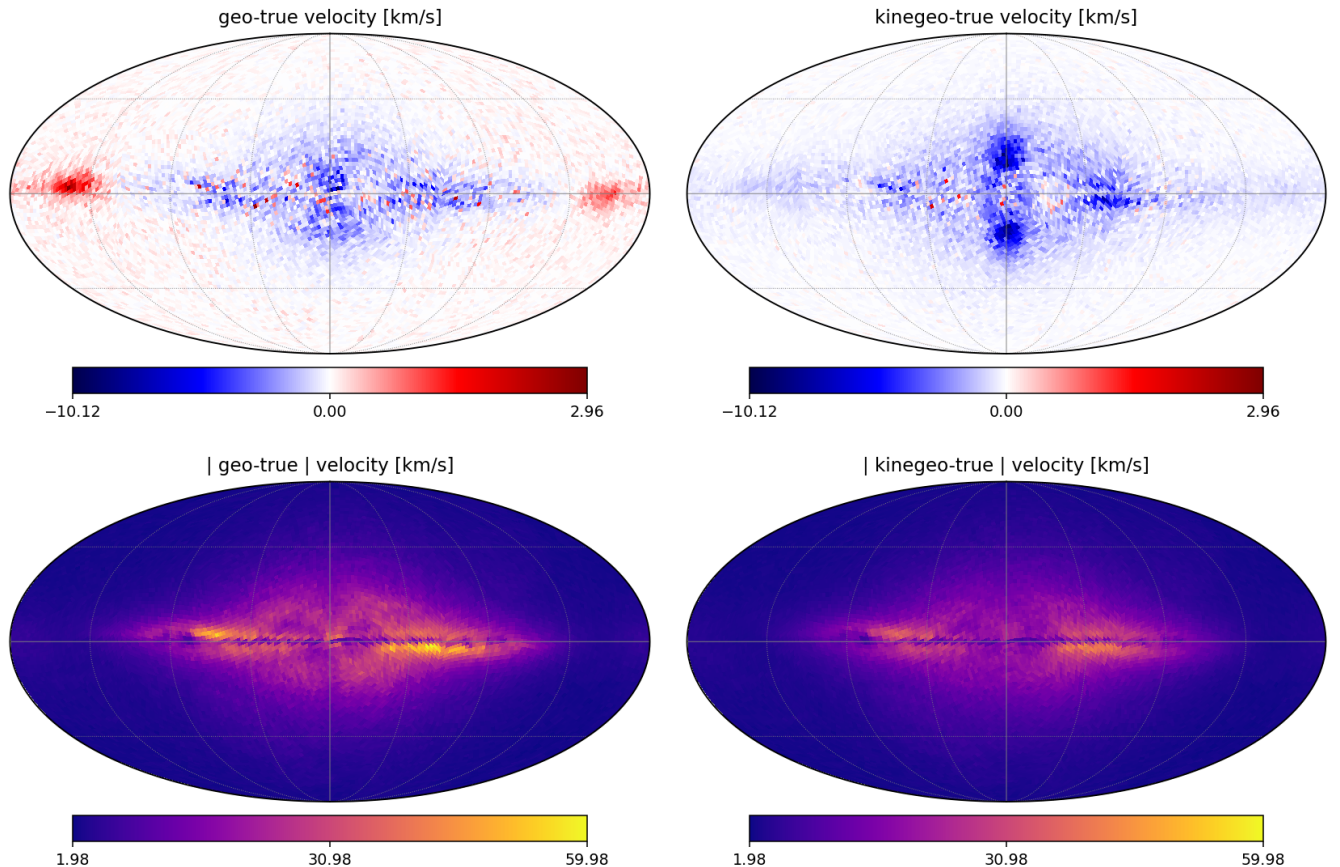 geo-true velocity [km/s]
kinegeo-true velocity [km/s]
−10.12 0.00 2.96
−10.12 0.00 2.96
| geo-true | velocity [km/s]
| kinegeo-true | velocity [km/s]
1.98 30.98 59.98
1.98 30.98 59.98